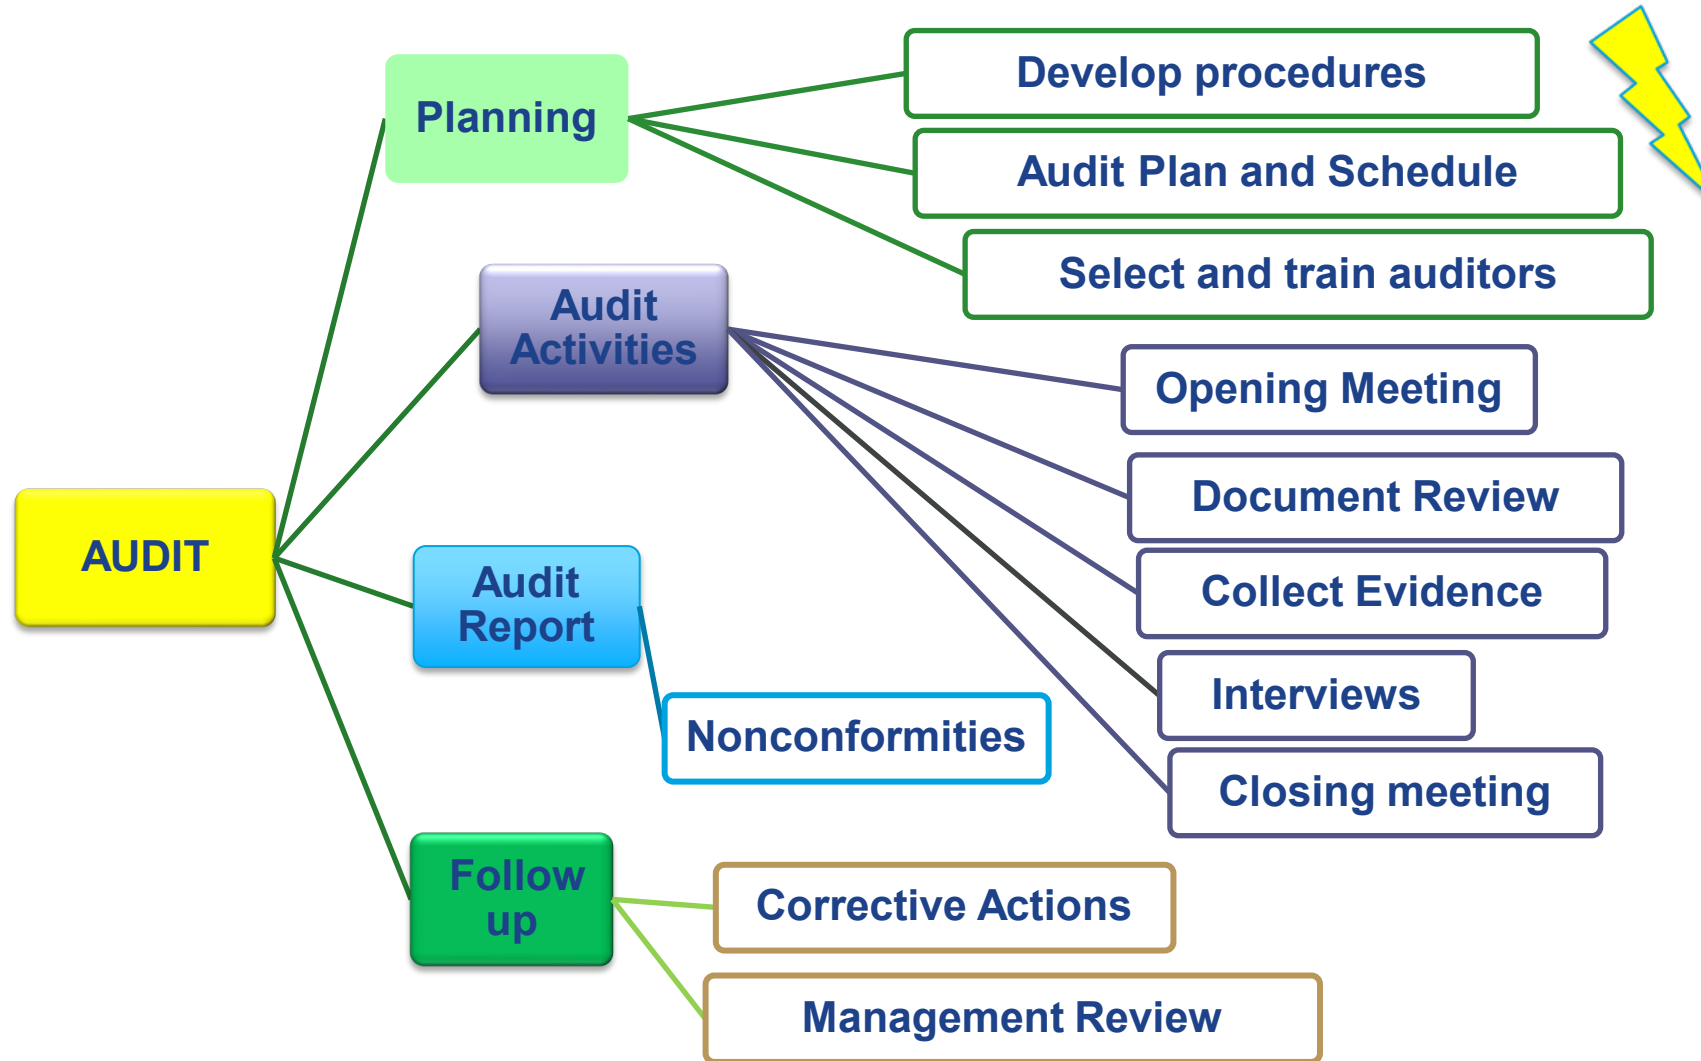 Planning
Develop procedures
Audit Plan and Schedule
Select and train auditors
Audit
Activities
Opening Meeting
Document Review
Collect Evidence
Interviews
Closing meeting
AUDIT
Audit
Report
Nonconformities
Follow
up
Corrective Actions
Management Review